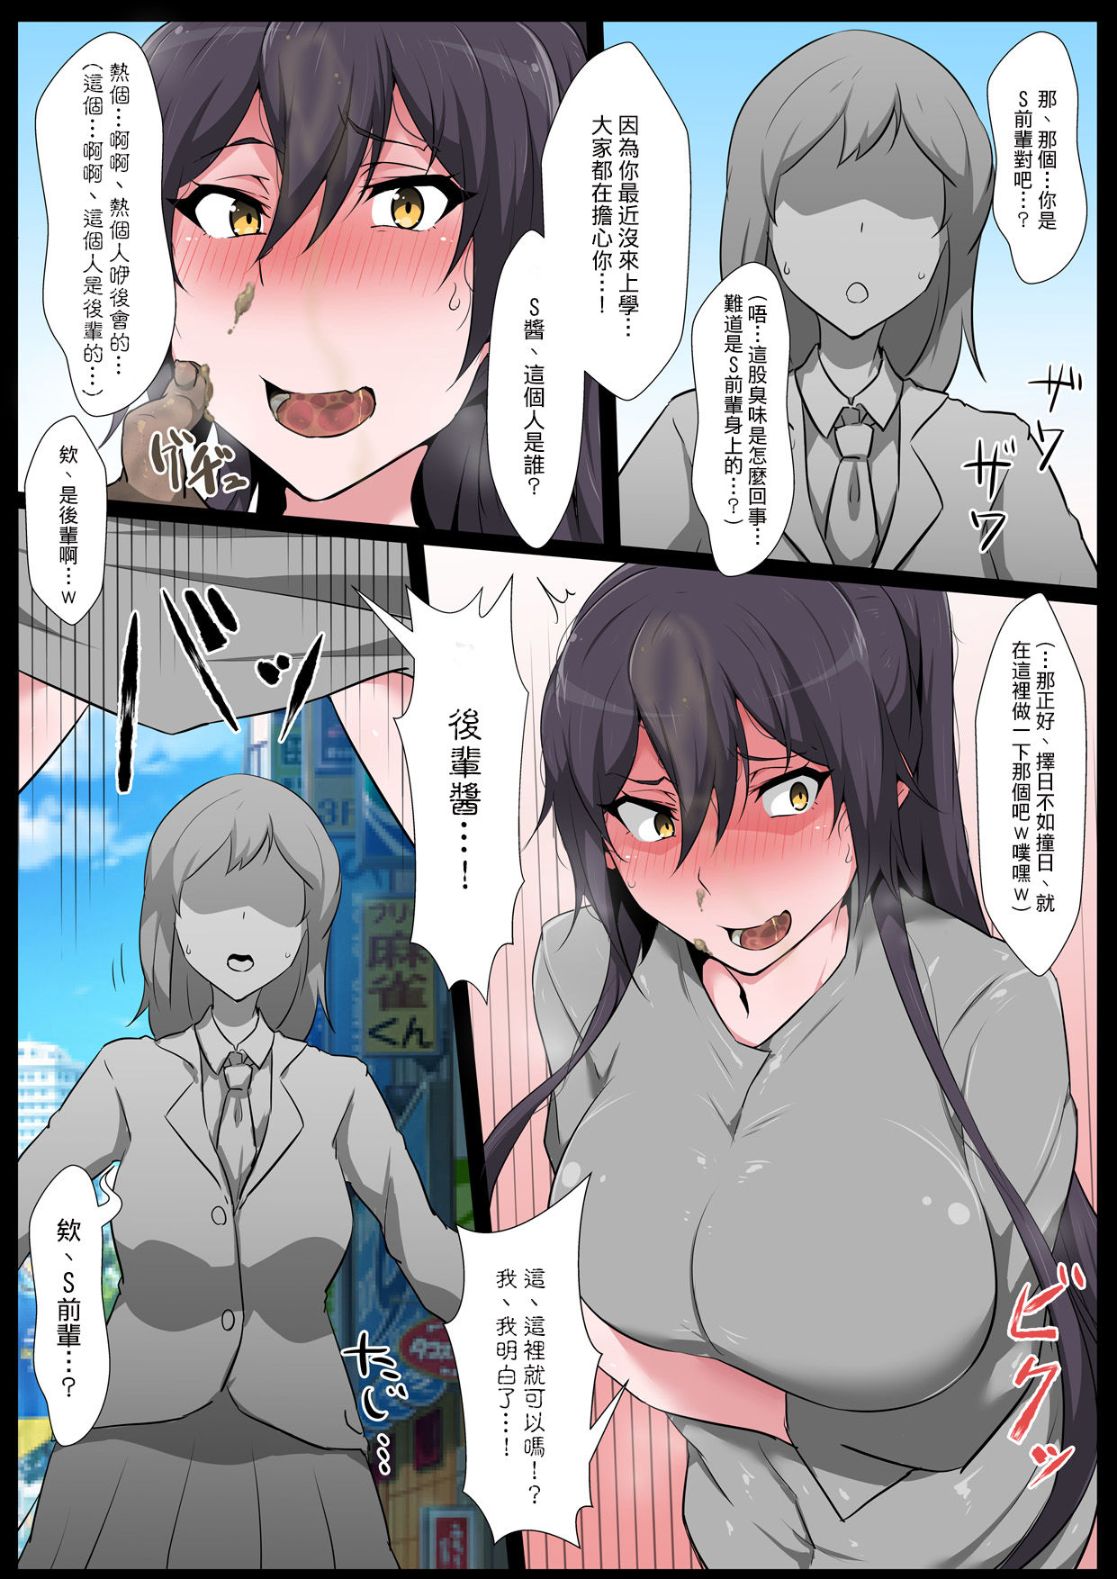 那、那個…你是
S前輩對吧…?
(唔…這股臭味是怎麼回事…
難道是S前輩身上的…?)
ザワ
ザワ
因為你最近沒來上學…
大家都在擔心你…!
S醬、這個人是誰?
熱個…啊啊、熱個人咿後會的…
(這個…啊啊、這個人是後輩的…)
欸、是後輩啊…w
(…那正好、擇日不如撞日、就
在這裡做一下那個吧w噗嘿w)
後輩醬…!
ビクッ
這、這裡就可以嗎!?
我、我明白了…!
欸、S前輩…?
たじ…
3F
フリー
麻雀
くん